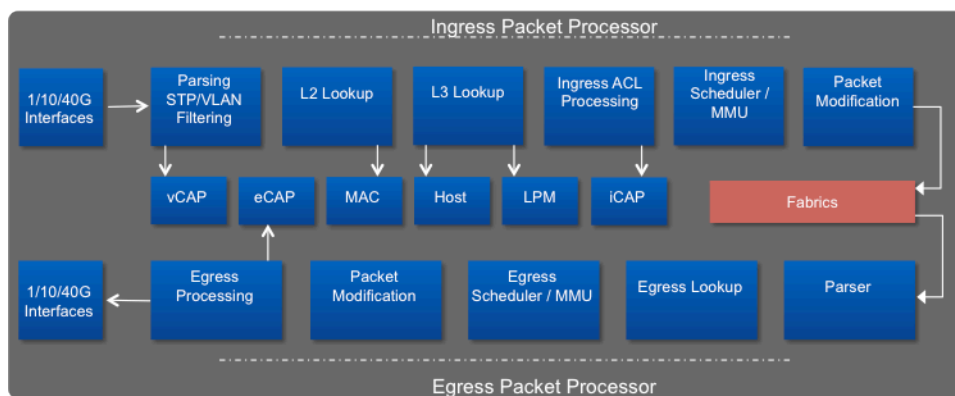 Ingress Packet Processor
1/10/40G
Interfaces
Parsing
STP/VLAN
Filtering
L2 Lookup
L3 Lookup
Ingress ACL
Processing
Ingress
Scheduler /
MMU
Packet
Modification
vCAP
eCAP
MAC
Host
LPM
iCAP
Fabrics
1/10/40G
Interfaces
Egress
Processing
Packet
Modification
Egress
Scheduler / MMU
Egress Lookup
Parser
Egress Packet Processor